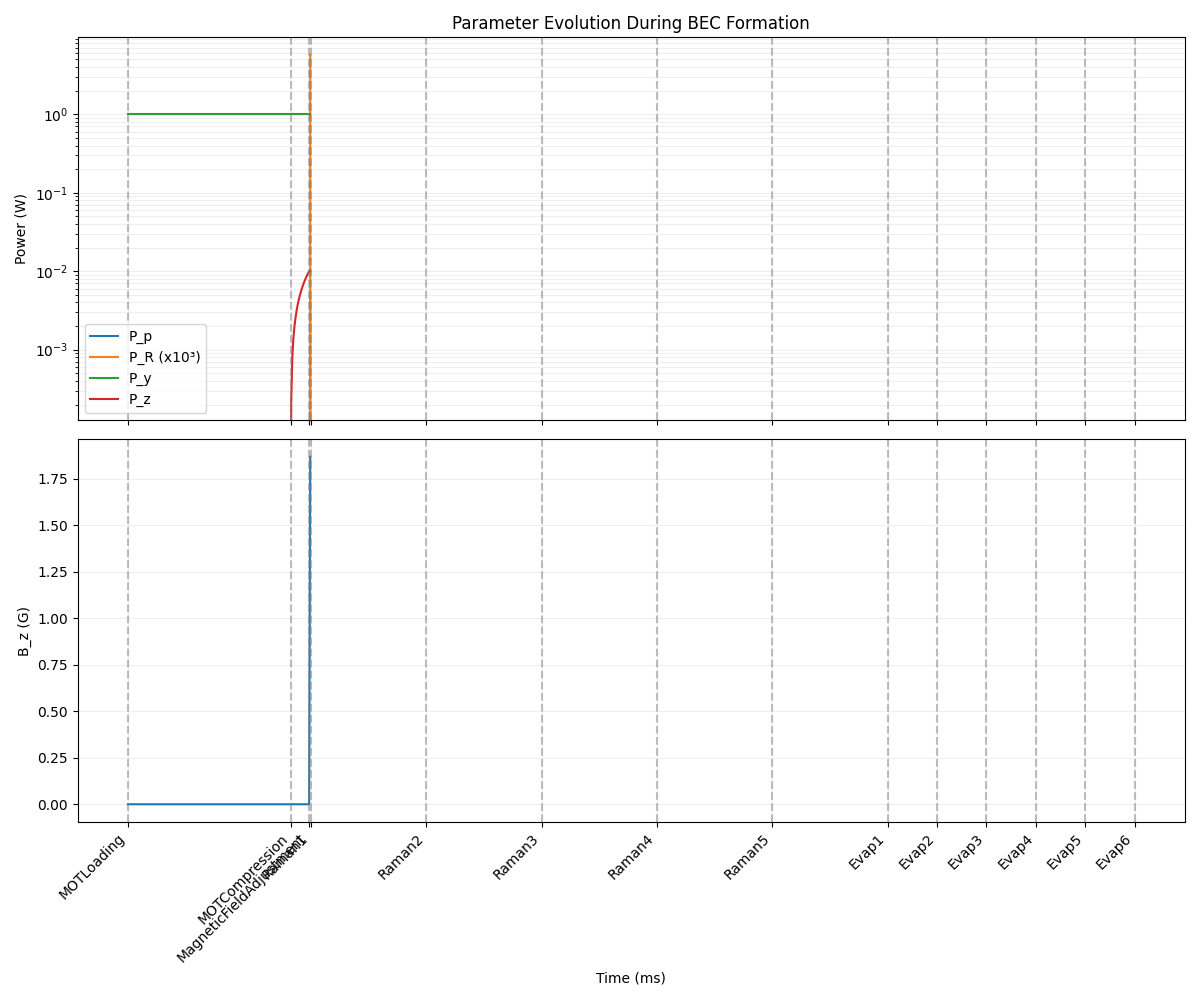 Parameter Evolution During BEC Formation
Power (W)
10⁰
10⁻¹
10⁻²
10⁻³
P_p
P_R (x10³)
P_y
P_z
B_z (G)
1.75
1.50
1.25
1.00
0.75
0.50
0.25
0.00
MOTLoading
MOTCompression
MagneticFieldAdjustment
Raman1
Raman2
Raman3
Raman4
Raman5
Evap1
Evap2
Evap3
Evap4
Evap5
Evap6
Time (ms)